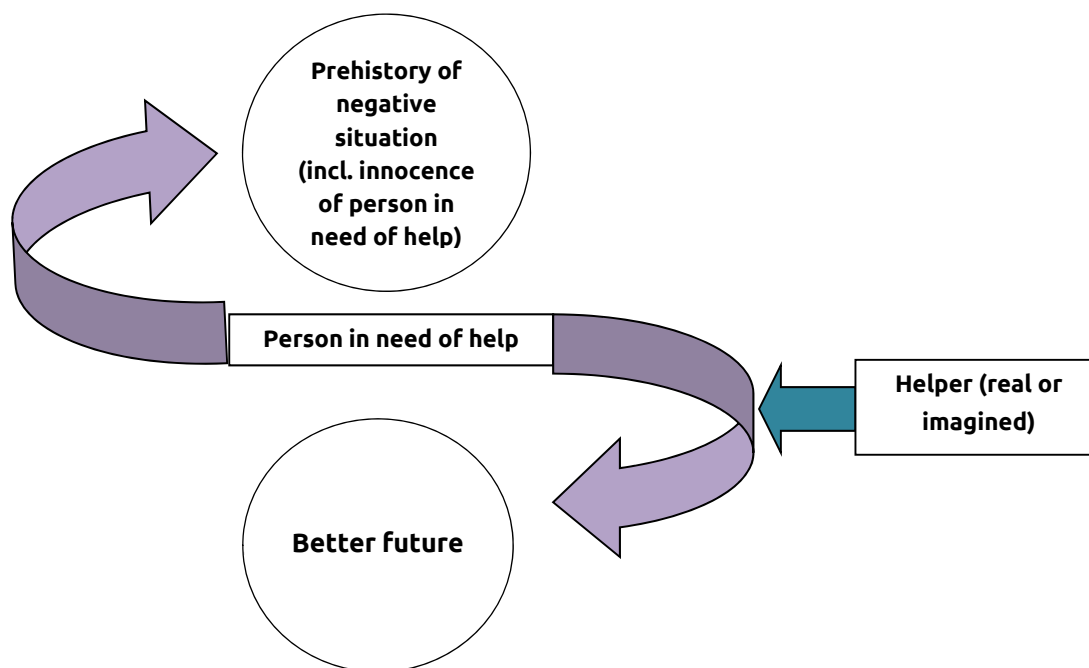 Prehistory of
negative
situation
(incl. innocence
of person in
need of help)
Person in need of help
Helper (real or
imagined)
Better future